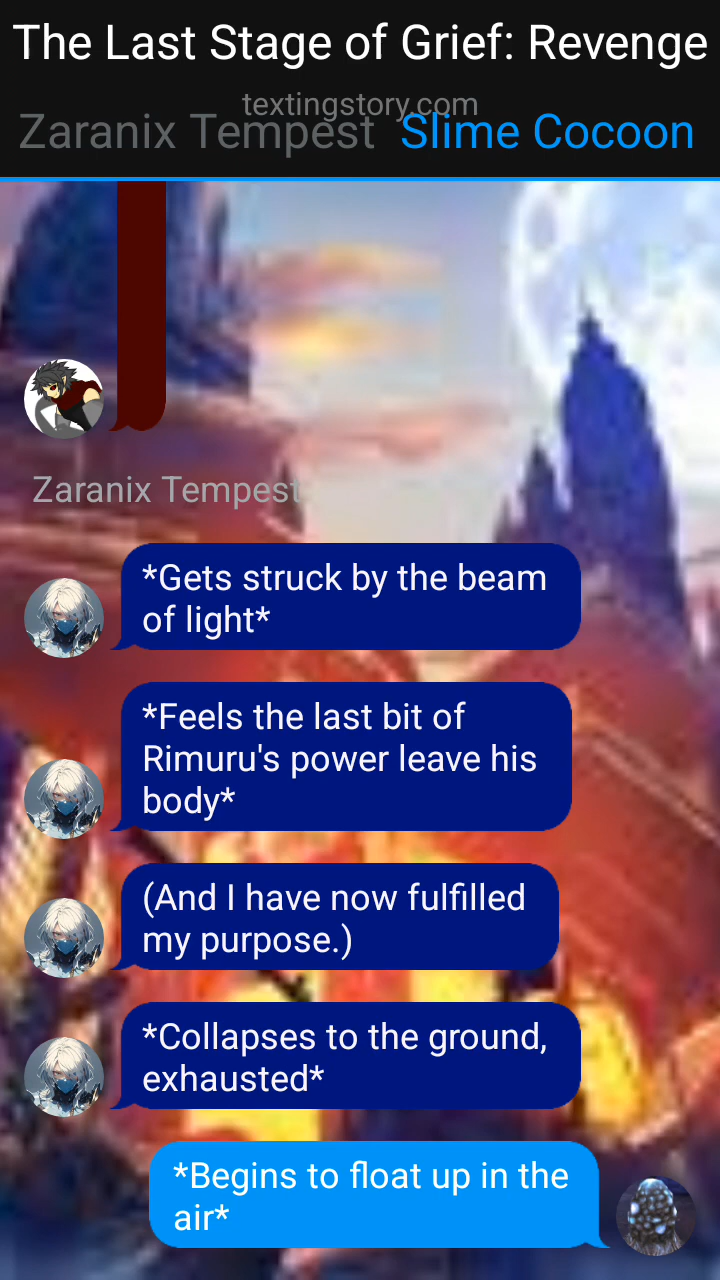 The Last Stage of Grief: Revenge
textingstory.com
Zaranix Tempest Slime Cocoon
Zaranix Tempest
*Gets struck by the beam
of light*
*Feels the last bit of
Rimuru's power leave his
body*
(And I have now fulfilled
my purpose.)
*Collapses to the ground,
exhausted*
*Begins to float up in the
air*